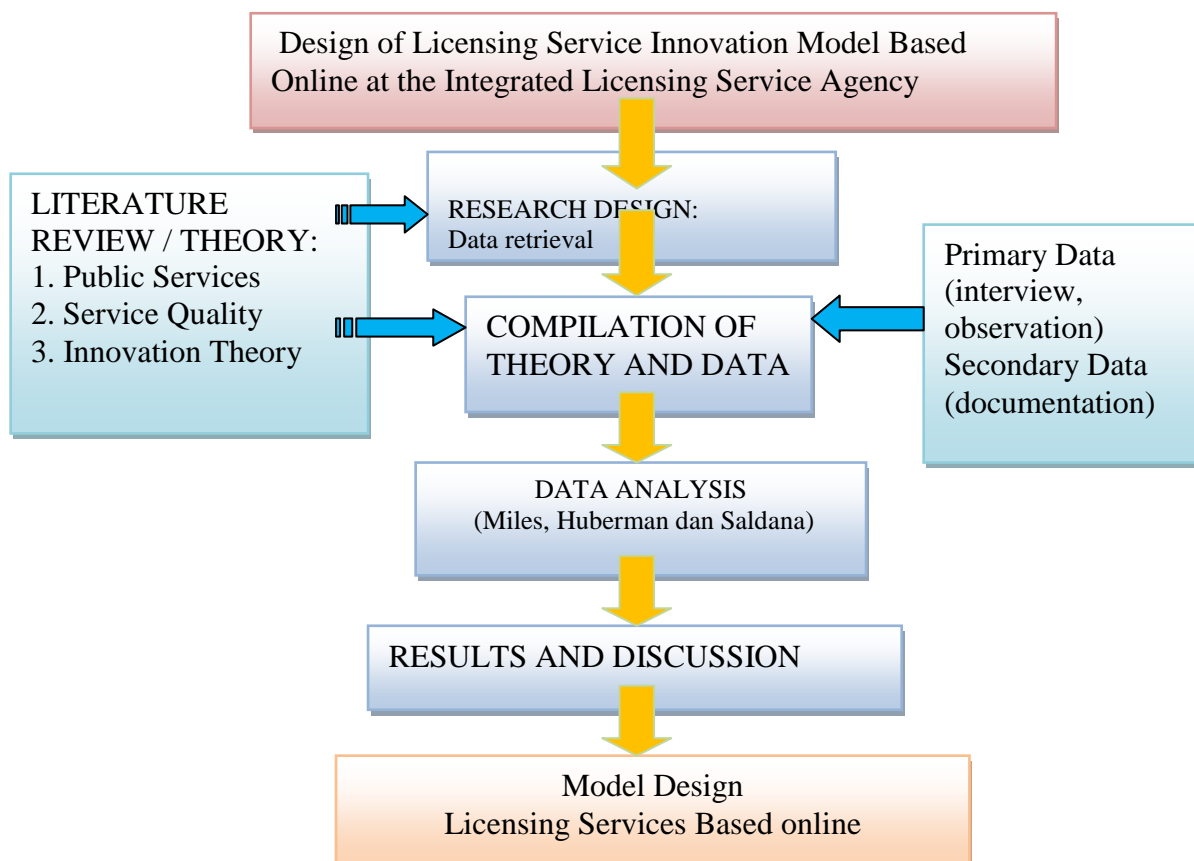 Design of Licensing Service Innovation Model Based
Online at the Integrated Licensing Service Agency
LITERATURE
REVIEW / THEORY:
1. Public Services
2. Service Quality
3. Innovation Theory
RESEARCH DESIGN:
Data retrieval
Primary Data
(interview,
observation)
Secondary Data
(documentation)
COMPILATION OF
THEORY AND DATA
DATA ANALYSIS
(Miles, Huberman dan Saldana)
RESULTS AND DISCUSSION
Model Design
Licensing Services Based online